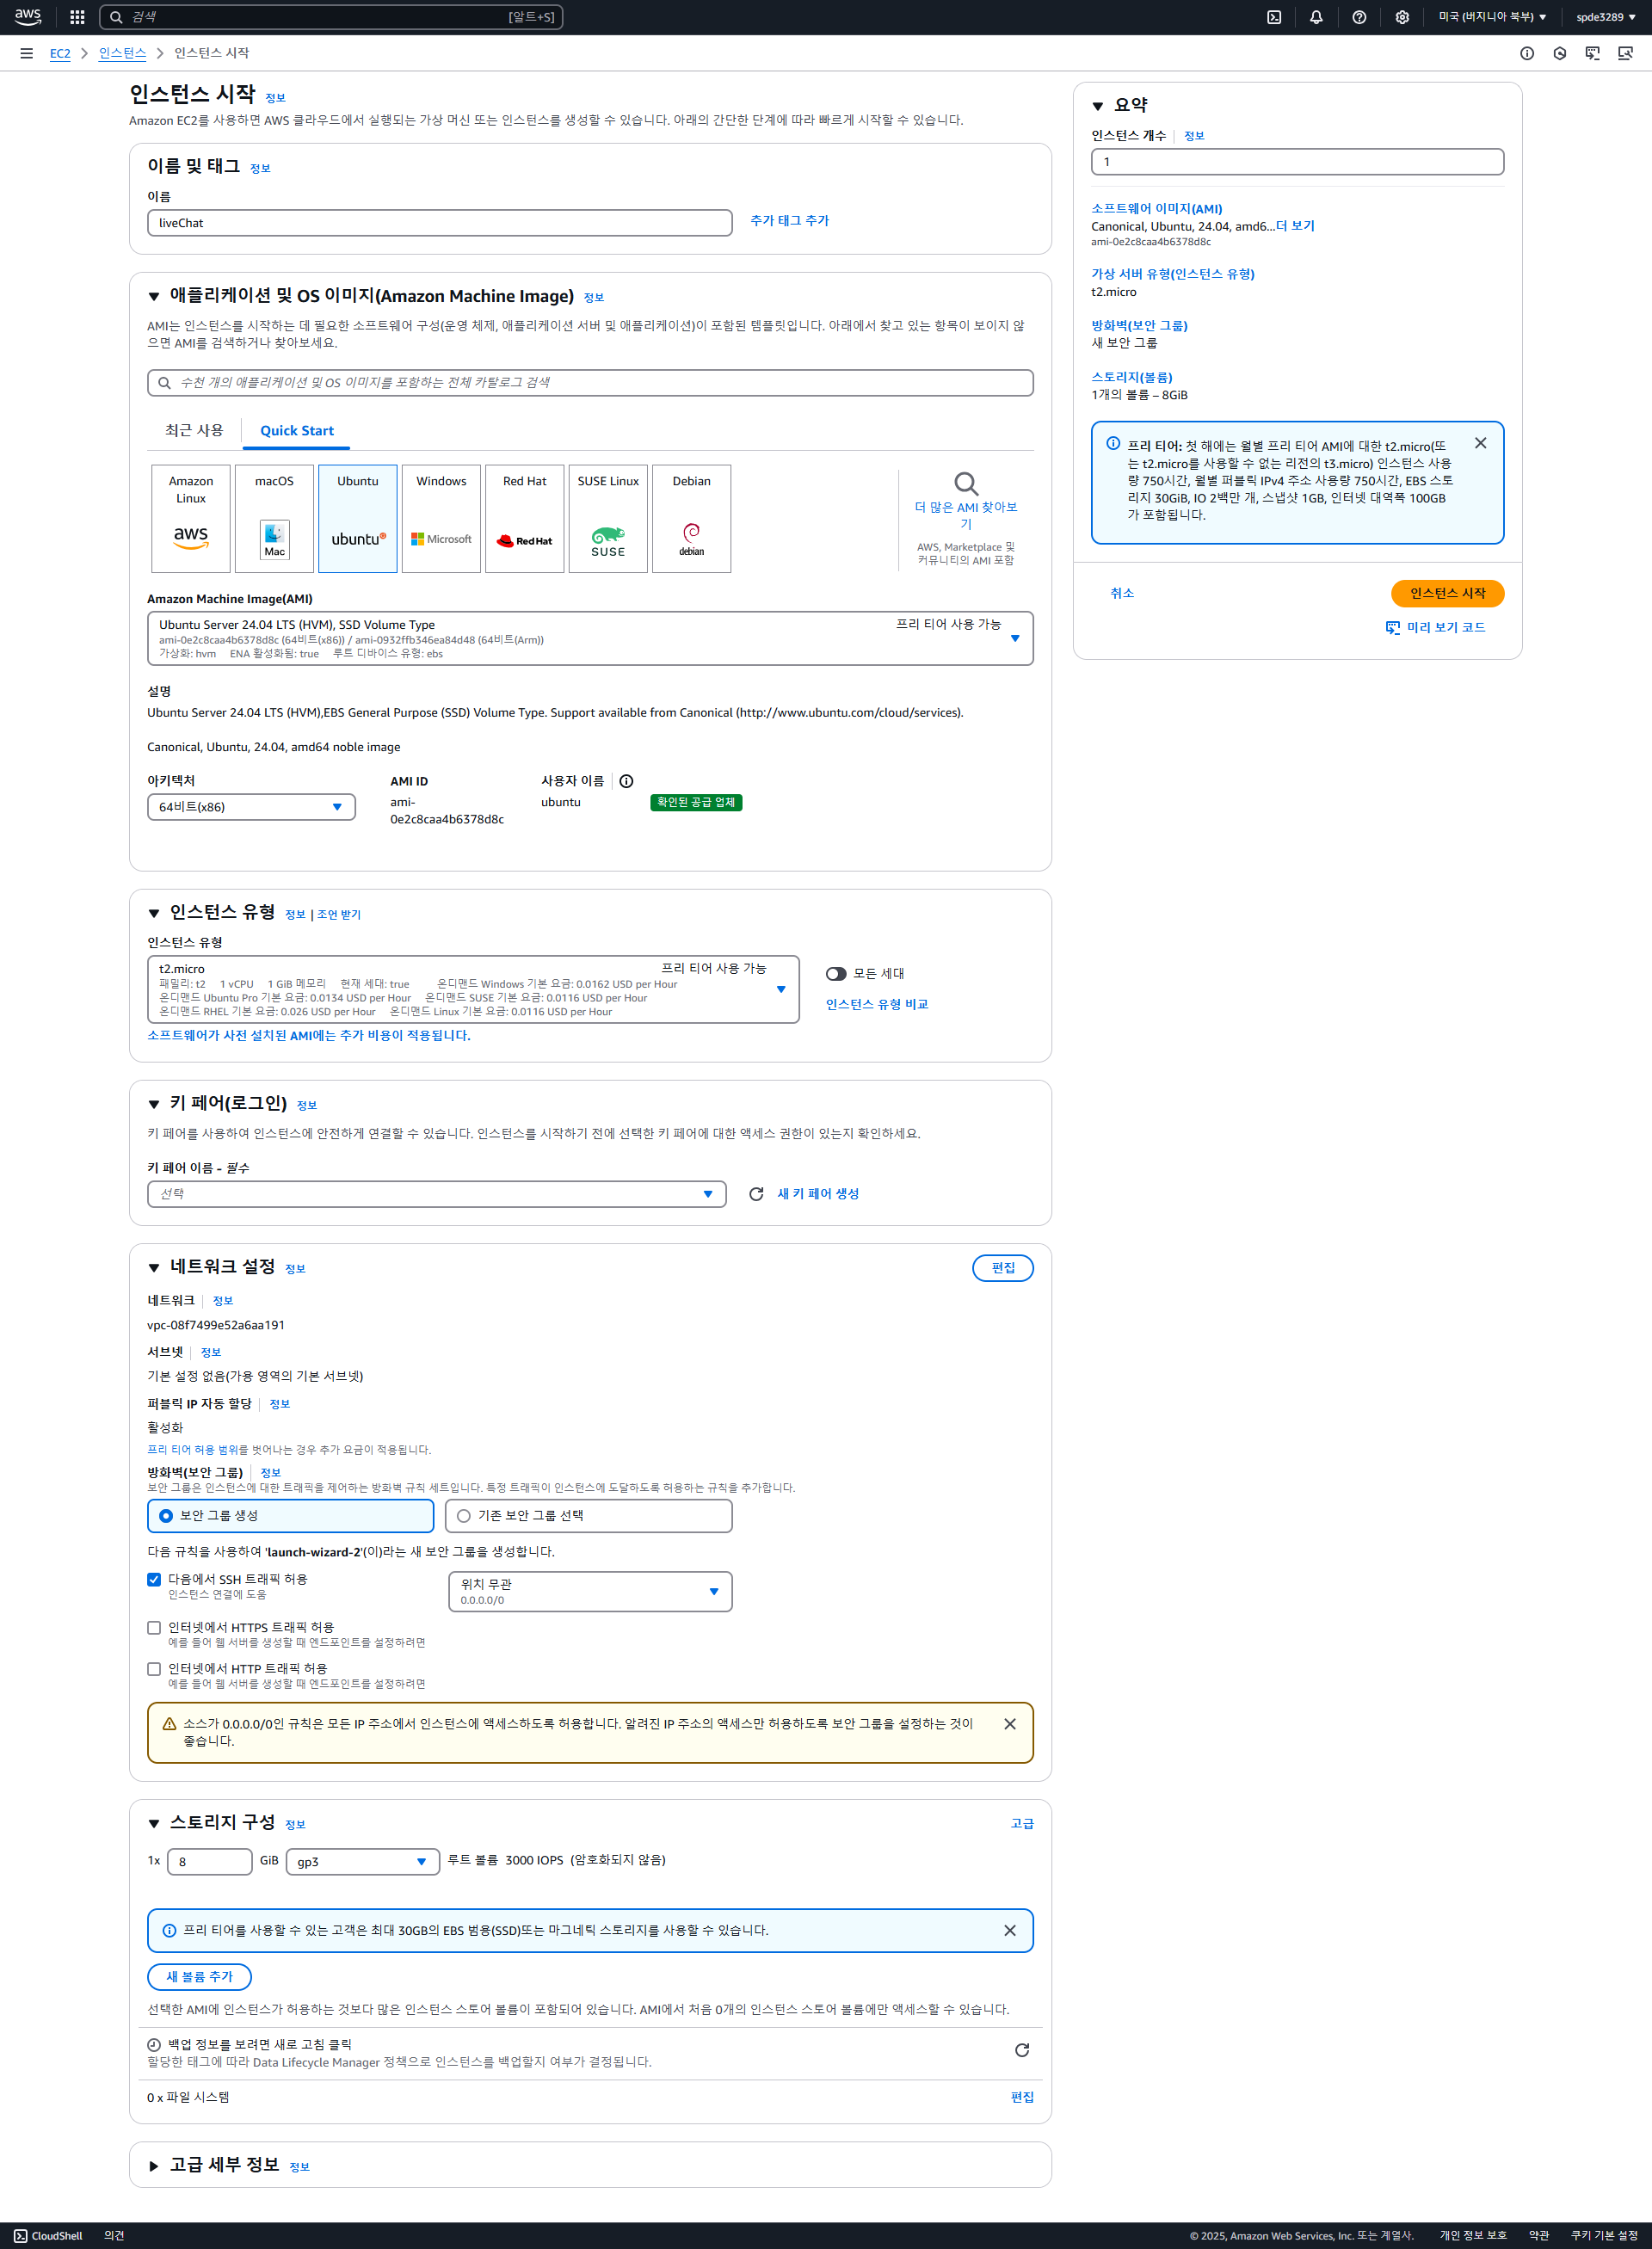 aws
검색
[알트+S]
미국 (버지니아 북부)
spde3289
EC2
인스턴스
인스턴스 시작
인스턴스 시작 정보
Amazon EC2를 사용하면 AWS 클라우드에서 실행되는 가상 머신 또는 인스턴스를 생성할 수 있습니다. 아래의 간단한 단계에 따라 빠르게 시작할 수 있습니다.
이름 및 태그 정보
이름
liveChat
추가 태그 추가
애플리케이션 및 OS 이미지(Amazon Machine Image) 정보
AMI는 인스턴스를 시작하는 데 필요한 소프트웨어 구성(운영 체제, 애플리케이션 서버 및 애플리케이션)이 포함된 템플릿입니다. 아래에서 찾고 있는 항목이 보이지 않
으면 AMI를 검색하거나 찾아보세요.
수천 개의 애플리케이션 및 OS 이미지를 포함하는 전체 카탈로그 검색
최근 사용
Quick Start
Amazon
Linux
aws
macOS
Mac
Ubuntu
ubuntu
Windows
Microsoft
Red Hat
Red Hat
SUSE Linux
SUSE
Debian
debian
더 많은 AMI 찾아보
기
AWS, Marketplace 및
커뮤니티의 AMI 포함
Amazon Machine Image(AMI)
Ubuntu Server 24.04 LTS (HVM), SSD Volume Type
프리 티어 사용 가능
ami-0e2c8caa4b6378d8c (64비트(x86)) / ami-0932ffb346ea84d48 (64비트(Arm))
가상화: hvm ENA 활성화됨: true 루트 디바이스 유형: ebs
설명
Ubuntu Server 24.04 LTS (HVM),EBS General Purpose (SSD) Volume Type. Support available from Canonical (http://www.ubuntu.com/cloud/services).
Canonical, Ubuntu, 24.04, amd64 noble image
아키텍처
64비트(x86)
AMI ID
ami-
0e2c8caa4b6378d8c
사용자 이름
ubuntu
확인된 공급 업체
인스턴스 유형 정보 | 조언 받기
인스턴스 유형
t2.micro
프리 티어 사용 가능
패밀리: t2 1 vCPU 1 GiB 메모리 현재 세대: true 온디맨드 Windows 기본 요금: 0.0162 USD per Hour
온디맨드 Ubuntu Pro 기본 요금: 0.0134 USD per Hour 온디맨드 SUSE 기본 요금: 0.0116 USD per Hour
온디맨드 RHEL 기본 요금: 0.026 USD per Hour 온디맨드 Linux 기본 요금: 0.0116 USD per Hour
모든 세대
인스턴스 유형 비교
소프트웨어가 사전 설치된 AMI에는 추가 비용이 적용됩니다.
키 페어(로그인) 정보
키 페어를 사용하여 인스턴스에 안전하게 연결할 수 있습니다. 인스턴스를 시작하기 전에 선택한 키 페어에 대한 액세스 권한이 있는지 확인하세요.
키 페어 이름 - 필수
선택
새 키 페어 생성
네트워크 설정 정보
편집
네트워크 정보
vpc-08f7499e52a6aa191
서브넷 정보
기본 설정 없음(가용 영역의 기본 서브넷)
퍼블릭 IP 자동 할당 정보
활성화
프리 티어 허용 범위를 벗어나는 경우 추가 요금이 적용됩니다.
방화벽(보안 그룹) 정보
보안 그룹은 인스턴스에 대한 트래픽을 제어하는 방화벽 규칙 세트입니다. 특정 트래픽이 인스턴스에 도달하도록 허용하는 규칙을 추가합니다.
보안 그룹 생성
기존 보안 그룹 선택
다음 규칙을 사용하여 'launch-wizard-2'(이)라는 새 보안 그룹을 생성합니다.
다음에서 SSH 트래픽 허용
인스턴스 연결에 도움
위치 무관
0.0.0.0/0
인터넷에서 HTTPS 트래픽 허용
예를 들어 웹 서버를 생성할 때 엔드포인트를 설정하려면
인터넷에서 HTTP 트래픽 허용
예를 들어 웹 서버를 생성할 때 엔드포인트를 설정하려면
소스가 0.0.0.0/0인 규칙은 모든 IP 주소에서 인스턴스에 액세스하도록 허용합니다. 알려진 IP 주소의 액세스만 허용하도록 보안 그룹을 설정하는 것이
좋습니다.
스토리지 구성 정보
고급
1x 8 GiB gp3 루트 볼륨 3000 IOPS (암호화되지 않음)
프리 티어를 사용할 수 있는 고객은 최대 30GB의 EBS 범용(SSD)또는 마그네틱 스토리지를 사용할 수 있습니다.
새 볼륨 추가
선택한 AMI에 인스턴스가 허용하는 것보다 많은 인스턴스 스토어 볼륨이 포함되어 있습니다. AMI에서 처음 0개의 인스턴스 스토어 볼륨에만 액세스할 수 있습니다.
백업 정보를 보려면 새로 고침 클릭
할당한 태그에 따라 Data Lifecycle Manager 정책으로 인스턴스를 백업할지 여부가 결정됩니다.
0 x 파일 시스템
편집
고급 세부 정보 정보
요약
인스턴스 개수 정보
1
소프트웨어 이미지(AMI)
Canonical, Ubuntu, 24.04, amd6...더 보기
ami-0e2c8caa4b6378d8c
가상 서버 유형(인스턴스 유형)
t2.micro
방화벽(보안 그룹)
새 보안 그룹
스토리지(볼륨)
1개의 볼륨 – 8GiB
프리 티어: 첫 해에는 월별 프리 티어 AMI에 대한 t2.micro(또
는 t2.micro를 사용할 수 없는 리전의 t3.micro) 인스턴스 사용
량 750시간, 월별 퍼블릭 IPv4 주소 사용량 750시간, EBS 스토
리지 30GiB, IO 2백만 개, 스냅샷 1GB, 인터넷 대역폭 100GB
가 포함됩니다.
취소
인스턴스 시작
미리 보기 코드
CloudShell
의견
© 2025, Amazon Web Services, Inc. 또는 계열사.
개인 정보 보호
약관
쿠키 기본 설정